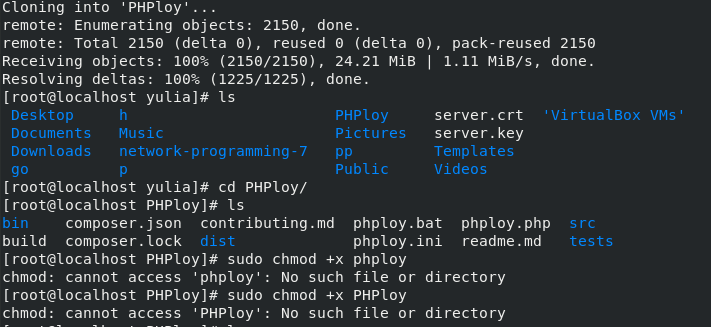 Cloning into 'PHPloy'...
remote: Enumerating objects: 2150, done.
remote: Total 2150 (delta 0), reused 0 (delta 0), pack-reused 2150
Receiving objects: 100% (2150/2150), 24.21 MiB | 1.11 MiB/s, done.
Resolving deltas: 100% (1225/1225), done.
[root@localhost yulia]# ls
Desktop h PHPloy server.crt 'VirtualBox VMs'
Documents Music Pictures server.key
Downloads network-programming-7 pp Templates
go p Public Videos
[root@localhost yulia]# cd PHPloy/
[root@localhost PHPloy]# ls
bin composer.json contributing.md phploy.bat phploy.php src
build composer.lock dist phploy.ini readme.md tests
[root@localhost PHPloy]# sudo chmod +x phploy
chmod: cannot access 'phploy': No such file or directory
[root@localhost PHPloy]# sudo chmod +x PHPloy
chmod: cannot access 'PHPloy': No such file or directory